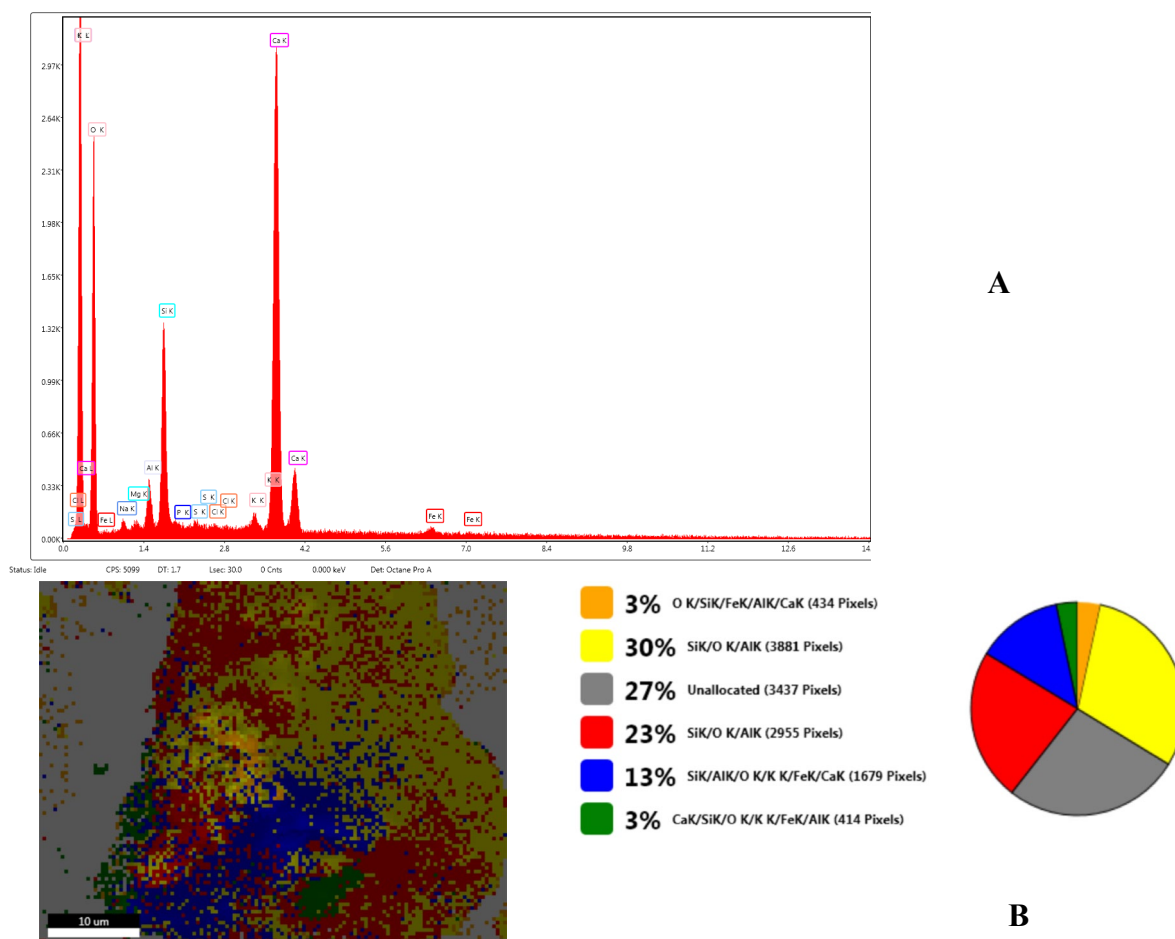 K L
2.97K
Ca K
2.64K
O K
2.31K
1.98K
1.65K
A
1.32K
Si K
0.99K
0.66K
Ca L
Al K
Ca K
0.33K
K K
Cl L
Mg K
S K
Cl K
K K
S L
Fe L
Na K
P K
S K
Cl K
Fe K
Fe K
0.00K
0.0 1.4 2.8 4.2 5.6 7.0 8.4 9.8 11.2 12.6 14
Status: Idle CPS: 5099 DT: 1.7 Lsec: 30.0 0 Cnts 0.000 keV Det: Octane Pro A
3% O K/SiK/FeK/AlK/CaK (434 Pixels)
30% SiK/O K/AlK (3881 Pixels)
27% Unallocated (3437 Pixels)
23% SiK/O K/AlK (2955 Pixels)
13% SiK/AlK/O K/K K/FeK/CaK (1679 Pixels)
3% CaK/SiK/O K/K K/FeK/AlK (414 Pixels)
10 um
B